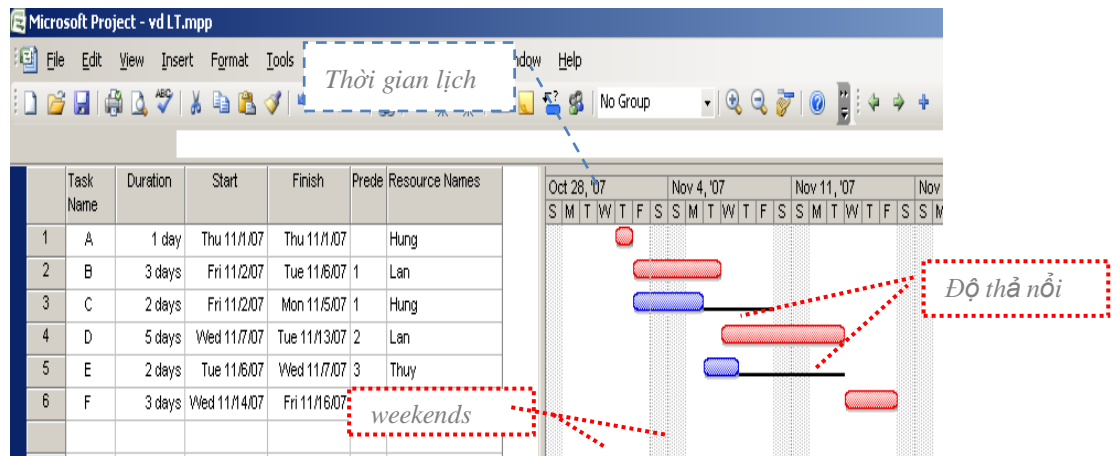 Microsoft Project - vd LT.mpp
File Edit View Insert Format Tools ndow Help
Thời gian lịch
No Group
Task Name Duration Start Finish Prede Resource Names
Oct 28, '07 Nov 4, '07 Nov 11, '07 Nov
S M T W T F S S M T W T F S S M T W T F S S M
1 A 1 day Thu 11/1/07 Thu 11/1/07 Hung
2 B 3 days Fri 11/2/07 Tue 11/6/07 1 Lan
3 C 2 days Fri 11/2/07 Mon 11/5/07 1 Hung
Độ thả nổi
4 D 5 days Wed 11/7/07 Tue 11/13/07 2 Lan
5 E 2 days Tue 11/6/07 Wed 11/7/07 3 Thuy
6 F 3 days Wed 11/14/07 Fri 11/16/07
weekends